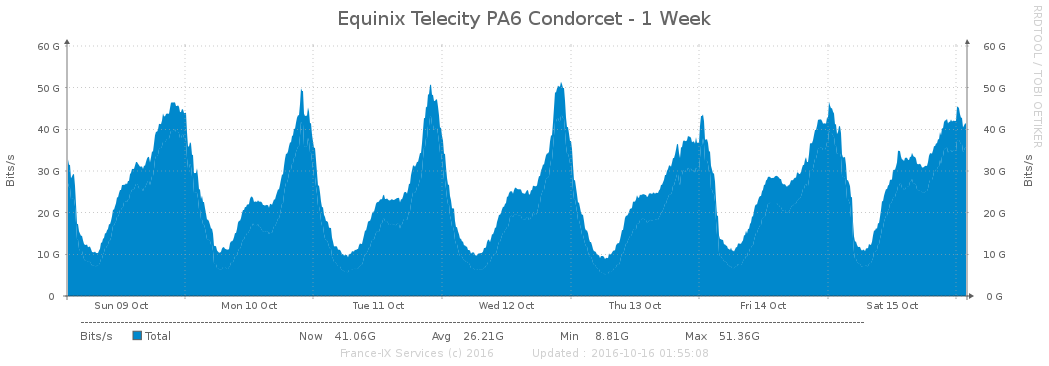 Equinix Telecity PA6 Condorcet - 1 Week
RRDTOOL / TOBI OETIKER
Bits/s
60 G
50 G
40 G
30 G
20 G
10 G
0
60 G
50 G
40 G
30 G
20 G
10 G
0 G
Bits/s
Sun 09 Oct Mon 10 Oct Tue 11 Oct Wed 12 Oct Thu 13 Oct Fri 14 Oct Sat 15 Oct
Bits/s Total Now 41.06G Avg 26.21G Min 8.81G Max 51.36G
France-IX Services (c) 2016 Updated : 2016-10-16 01:55:08